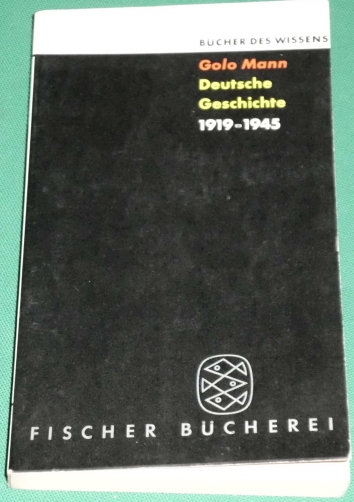 BÜCHER DES WISSENS
Golo Mann
Deutsche
Geschichte
1919-1945
FISCHER BÜCHEREI